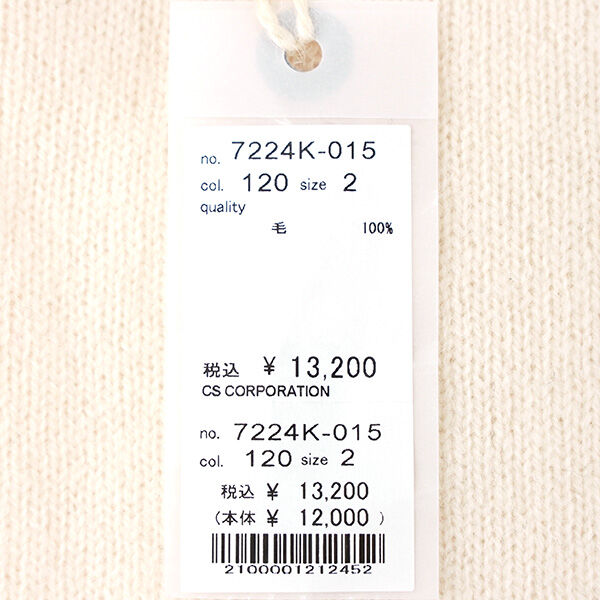 no. 7224K-015
col. 120 size 2
quality
毛 100%
税込 ¥ 13,200
CS CORPORATION
no. 7224K-015
col. 120 size 2
税込 ¥ 13,200
(本体 ¥ 12,000 )
2100001212452